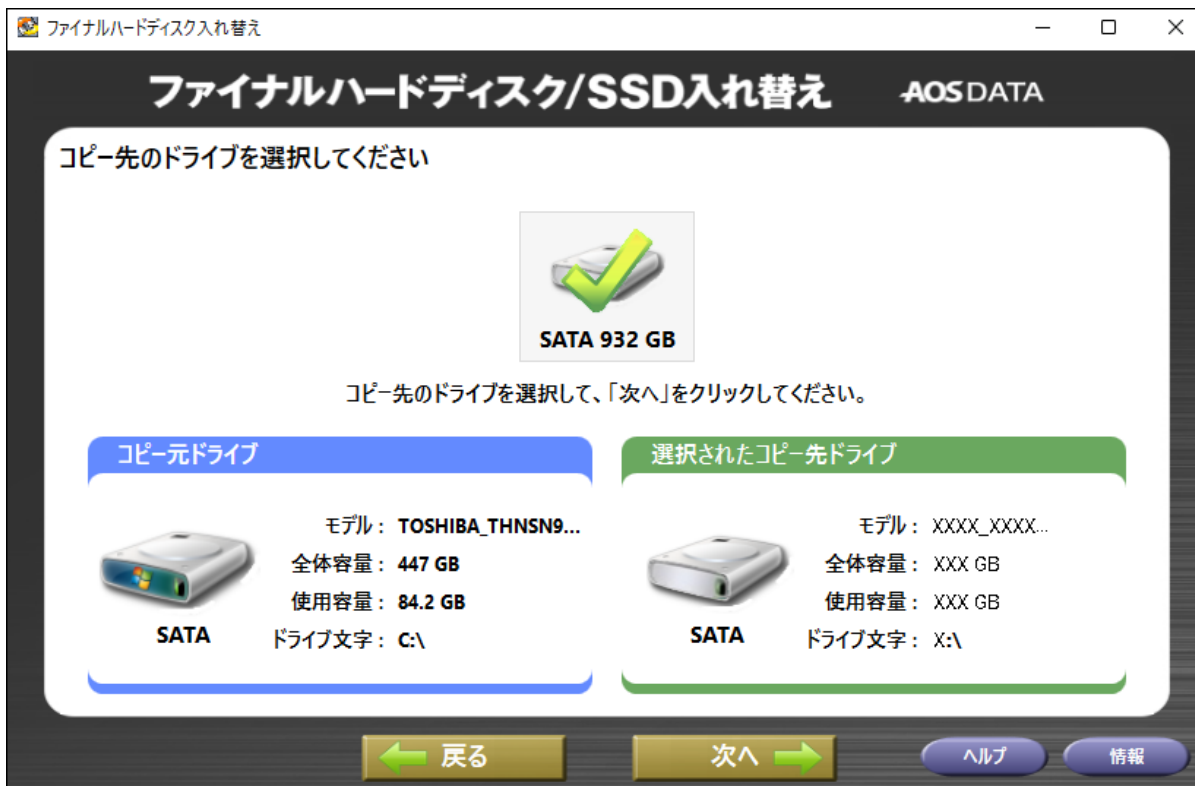 ファイナルハードディスク入れ替え
ファイナルハードディスク/SSD入れ替え
AOSDATA
コピー先のドライブを選択してください
SATA 932 GB
コピー先のドライブを選択して、「次へ」をクリックしてください。
コピー元ドライブ
モデル : TOSHIBA_THNSN9...
全体容量 : 447 GB
使用容量 : 84.2 GB
ドライブ文字 : C:\
SATA
選択されたコピー先ドライブ
モデル : XXXX_XXXX...
全体容量 : XXX GB
使用容量 : XXX GB
ドライブ文字 : X:\
SATA
戻る
次へ
ヘルプ
情報